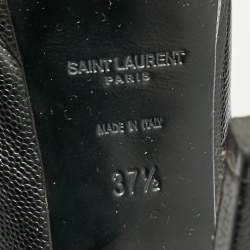 SAINT LAURENT
PARIS
MADE IN ITALY
37½